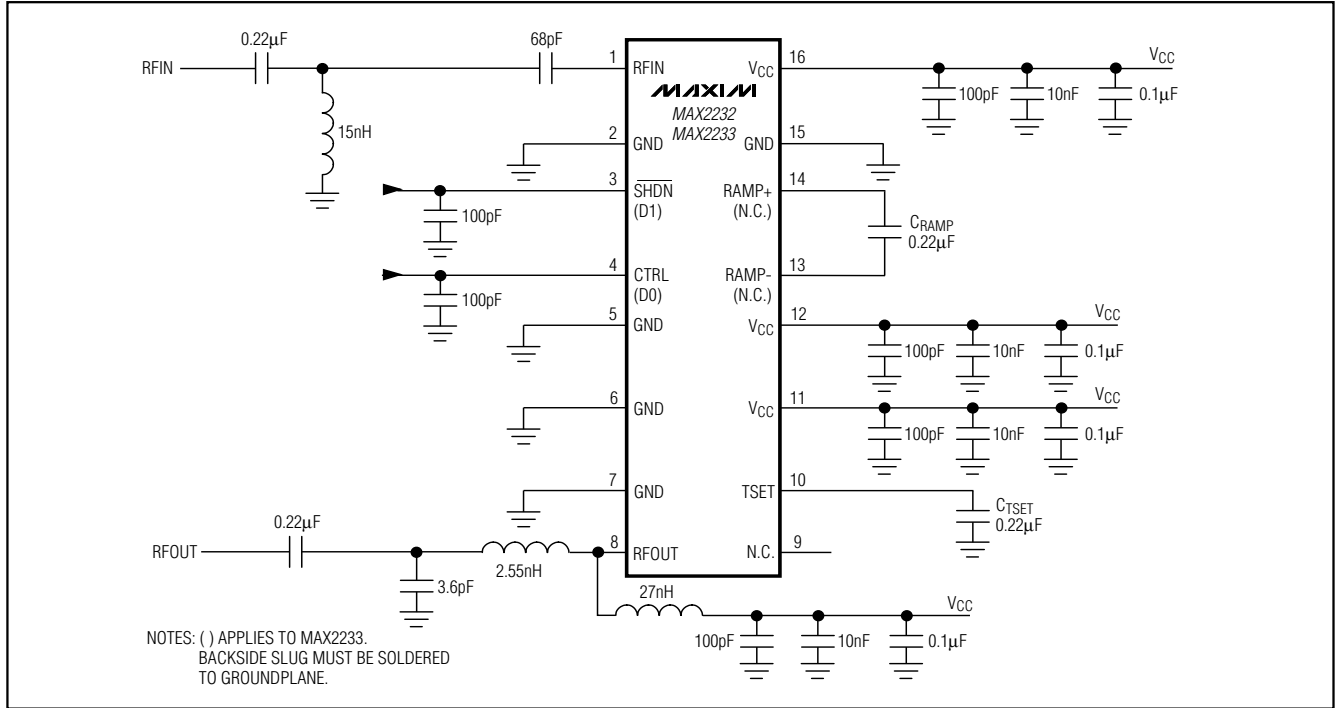 0.22µF
68pF
RFIN
1
RFIN
VCC
16
VCC
MAXIM
MAX2232
MAX2233
100pF
10nF
0.1µF
15nH
2
GND
GND
15
3
SHDN
(D1)
RAMP+
(N.C.)
14
100pF
CRAMP
0.22µF
4
CTRL
(D0)
RAMP-
(N.C.)
13
100pF
5
GND
VCC
12
VCC
100pF
10nF
0.1µF
6
GND
VCC
11
VCC
100pF
10nF
0.1µF
7
GND
TSET
10
CTSET
0.22µF
0.22µF
RFOUT
8
RFOUT
N.C.
9
2.55nH
3.6pF
27nH
VCC
100pF
10nF
0.1µF
NOTES: ( ) APPLIES TO MAX2233.
BACKSIDE SLUG MUST BE SOLDERED
TO GROUNDPLANE.